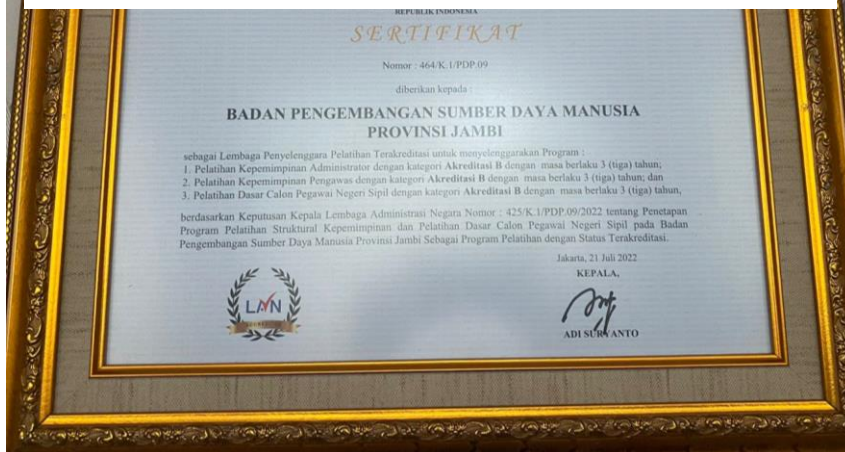 REPUBLIK INDONESIA
SERTIFIKAT
Nomor : 464/K.1/PDP.09
diberikan kepada :
BADAN PENGEMBANGAN SUMBER DAYA MANUSIA
PROVINSI JAMBI
sebagai Lembaga Penyelenggara Pelatihan Terakreditasi untuk menyelenggarakan Program :
1. Pelatihan Kepemimpinan Administrator dengan kategori Akreditasi B dengan masa berlaku 3 (tiga) tahun;
2. Pelatihan Kepemimpinan Pengawas dengan kategori Akreditasi B dengan masa berlaku 3 (tiga) tahun; dan
3. Pelatihan Dasar Calon Pegawai Negeri Sipil dengan kategori Akreditasi B dengan masa berlaku 3 (tiga) tahun,
berdasarkan Keputusan Kepala Lembaga Administrasi Negara Nomor : 425/K.1/PDP.09/2022 tentang Penetapan
Program Pelatihan Struktural Kepemimpinan dan Pelatihan Dasar Calon Pegawai Negeri Sipil pada Badan
Pengembangan Sumber Daya Manusia Provinsi Jambi Sebagai Program Pelatihan dengan Status Terakreditasi.
Jakarta, 21 Juli 2022
KEPALA,
LAN
ADI SURYANTO